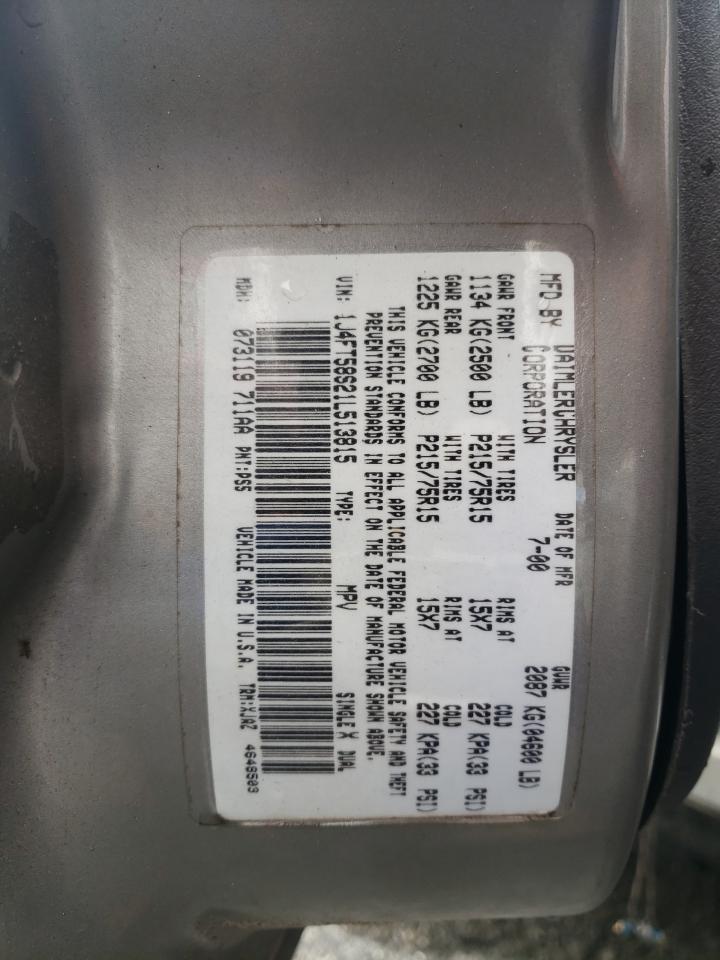 MFD BY DAIMLERCHRYSLER CORPORATION DATE OF MFR 7-00 GVWR 2087 KG(04600 LB)
GAWR FRONT WITH TIRES RIMS AT COLD
1134 KG(2500 LB) P215/75R15 15X7 227 KPA(33 PSI)
GAWR REAR WITH TIRES RIMS AT COLD
1225 KG(2700 LB) P215/75R15 15X7 227 KPA(33 PSI)
THIS VEHICLE CONFORMS TO ALL APPLICABLE FEDERAL MOTOR VEHICLE SAFETY AND THEFT
PREVENTION STANDARDS IN EFFECT ON THE DATE OF MANUFACTURE SHOWN ABOVE.
VIN: 1J4FT58S21L513815 TYPE: MPV SINGLE X DUAL
MDH: 073119 711AA PNT:PS5 VEHICLE MADE IN U.S.A. TRM:XJAZ 4648503